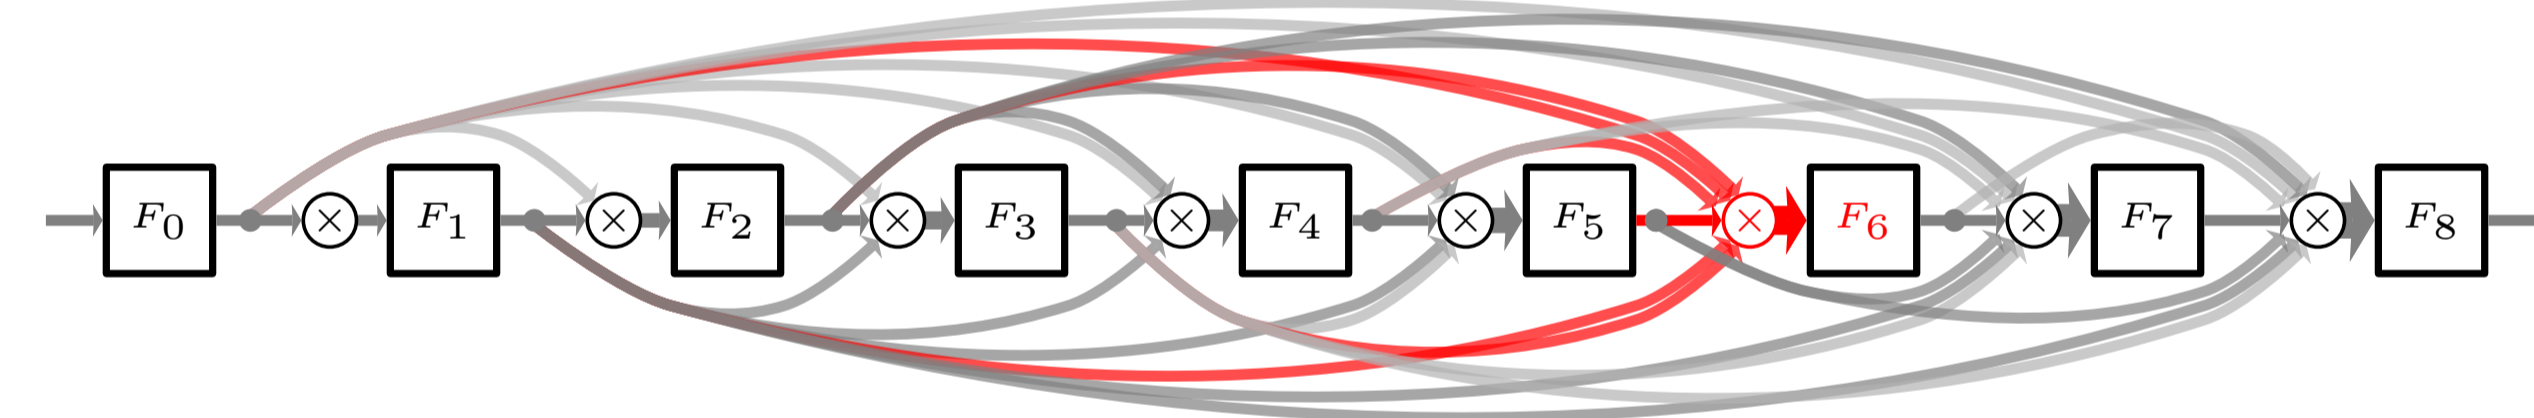 F₀ ⊗ F₁ ⊗ F₂ ⊗ F₃ ⊗ F₄ ⊗ F₅ ⊗ F₆ ⊗ F₇ ⊗ F₈